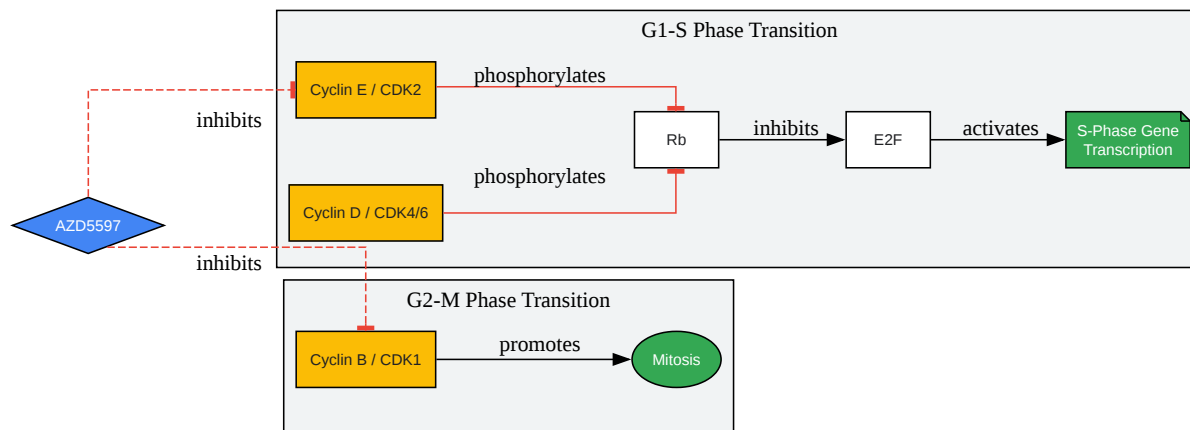 G1-S Phase Transition
phosphorylates
Cyclin E / CDK2
inhibits
Rb
inhibits
E2F
activates
S-Phase Gene
Transcription
phosphorylates
Cyclin D / CDK4/6
AZD5597
inhibits
G2-M Phase Transition
promotes
Cyclin B / CDK1
Mitosis